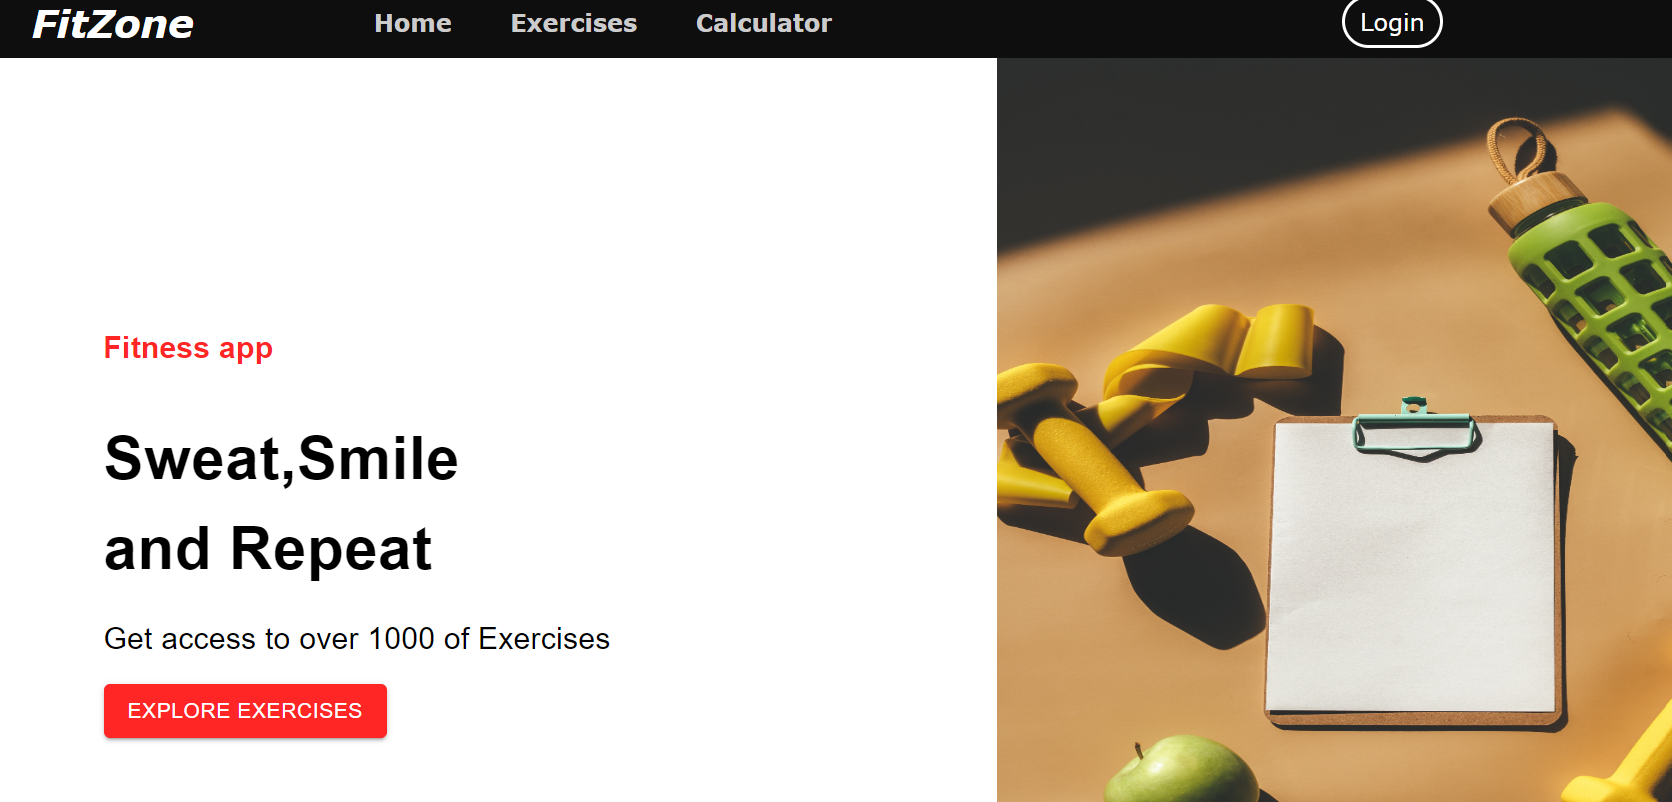 FitZone
Home Exercises Calculator
Login
Fitness app
Sweat,Smile
and Repeat
Get access to over 1000 of Exercises
EXPLORE EXERCISES